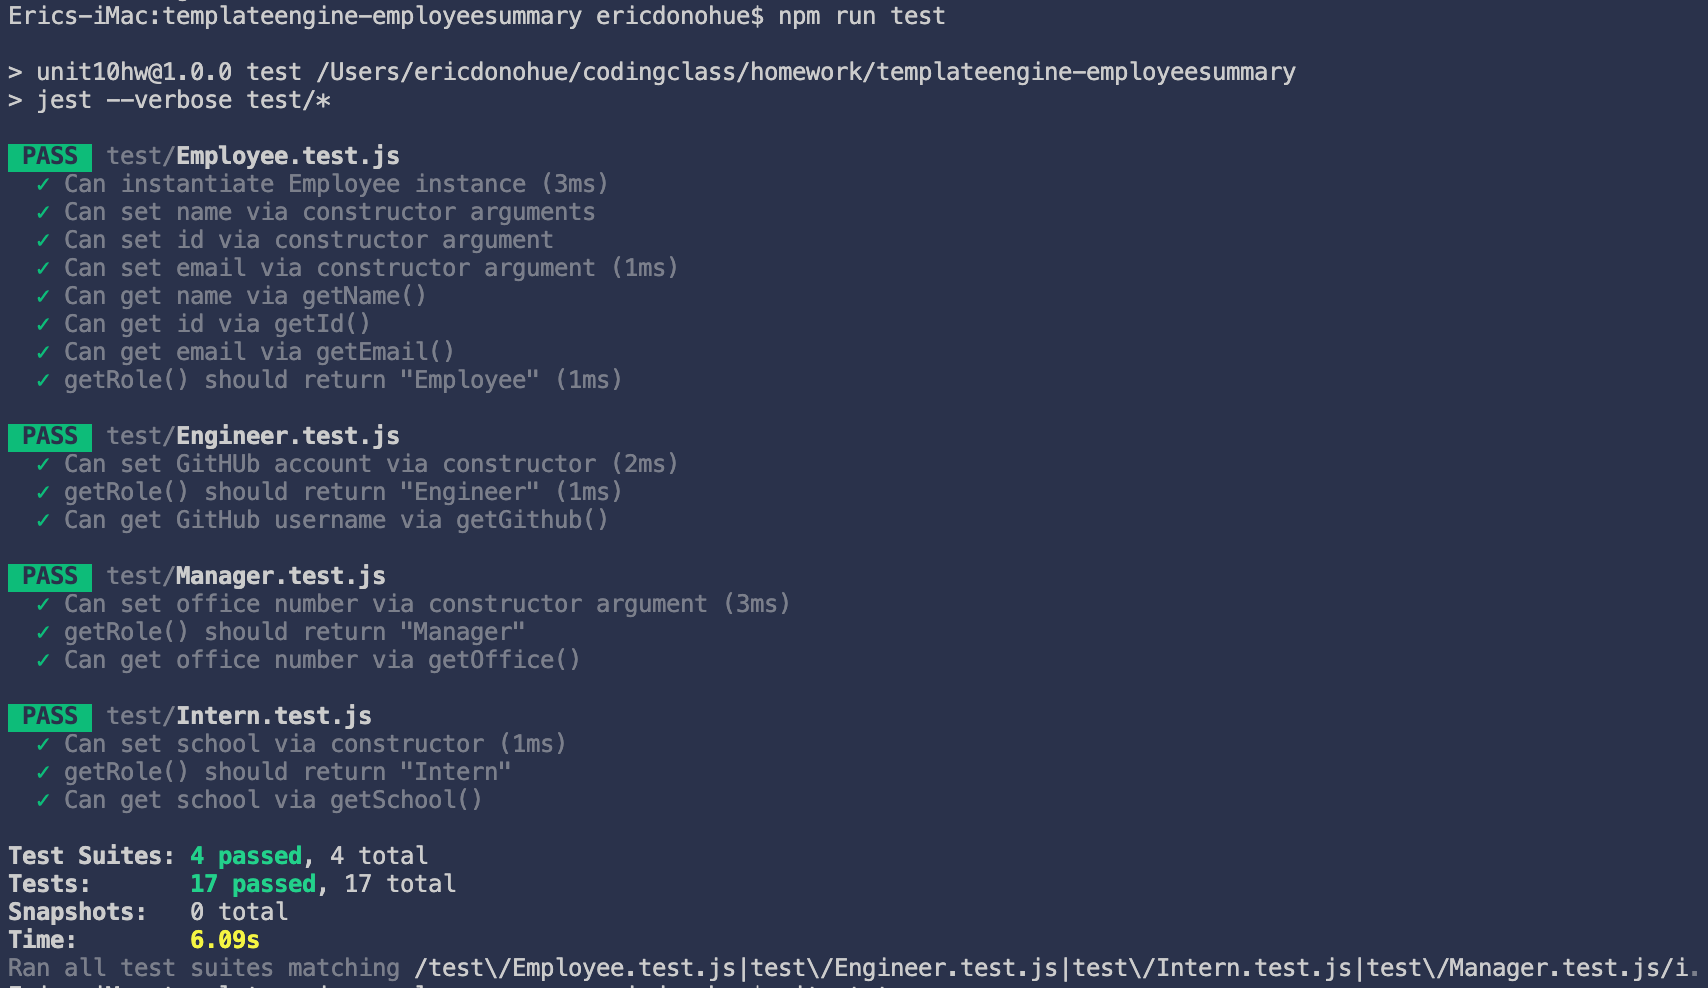 Erics-iMac:templateengine-employeesummary ericdonohue$ npm run test
> unit10hw@1.0.0 test /Users/ericdonohue/codingclass/homework/templateengine-employeesummary
> jest --verbose test/*
PASS test/Employee.test.js
✓ Can instantiate Employee instance (3ms)
✓ Can set name via constructor arguments
✓ Can set id via constructor argument
✓ Can set email via constructor argument (1ms)
✓ Can get name via getName()
✓ Can get id via getId()
✓ Can get email via getEmail()
✓ getRole() should return "Employee" (1ms)
PASS test/Engineer.test.js
✓ Can set GitHUb account via constructor (2ms)
✓ getRole() should return "Engineer" (1ms)
✓ Can get GitHub username via getGithub()
PASS test/Manager.test.js
✓ Can set office number via constructor argument (3ms)
✓ getRole() should return "Manager"
✓ Can get office number via getOffice()
PASS test/Intern.test.js
✓ Can set school via constructor (1ms)
✓ getRole() should return "Intern"
✓ Can get school via getSchool()
Test Suites: 4 passed, 4 total
Tests: 17 passed, 17 total
Snapshots: 0 total
Time: 6.09s
Ran all test suites matching /test\/Employee.test.js|test\/Engineer.test.js|test\/Intern.test.js|test\/Manager.test.js/i.